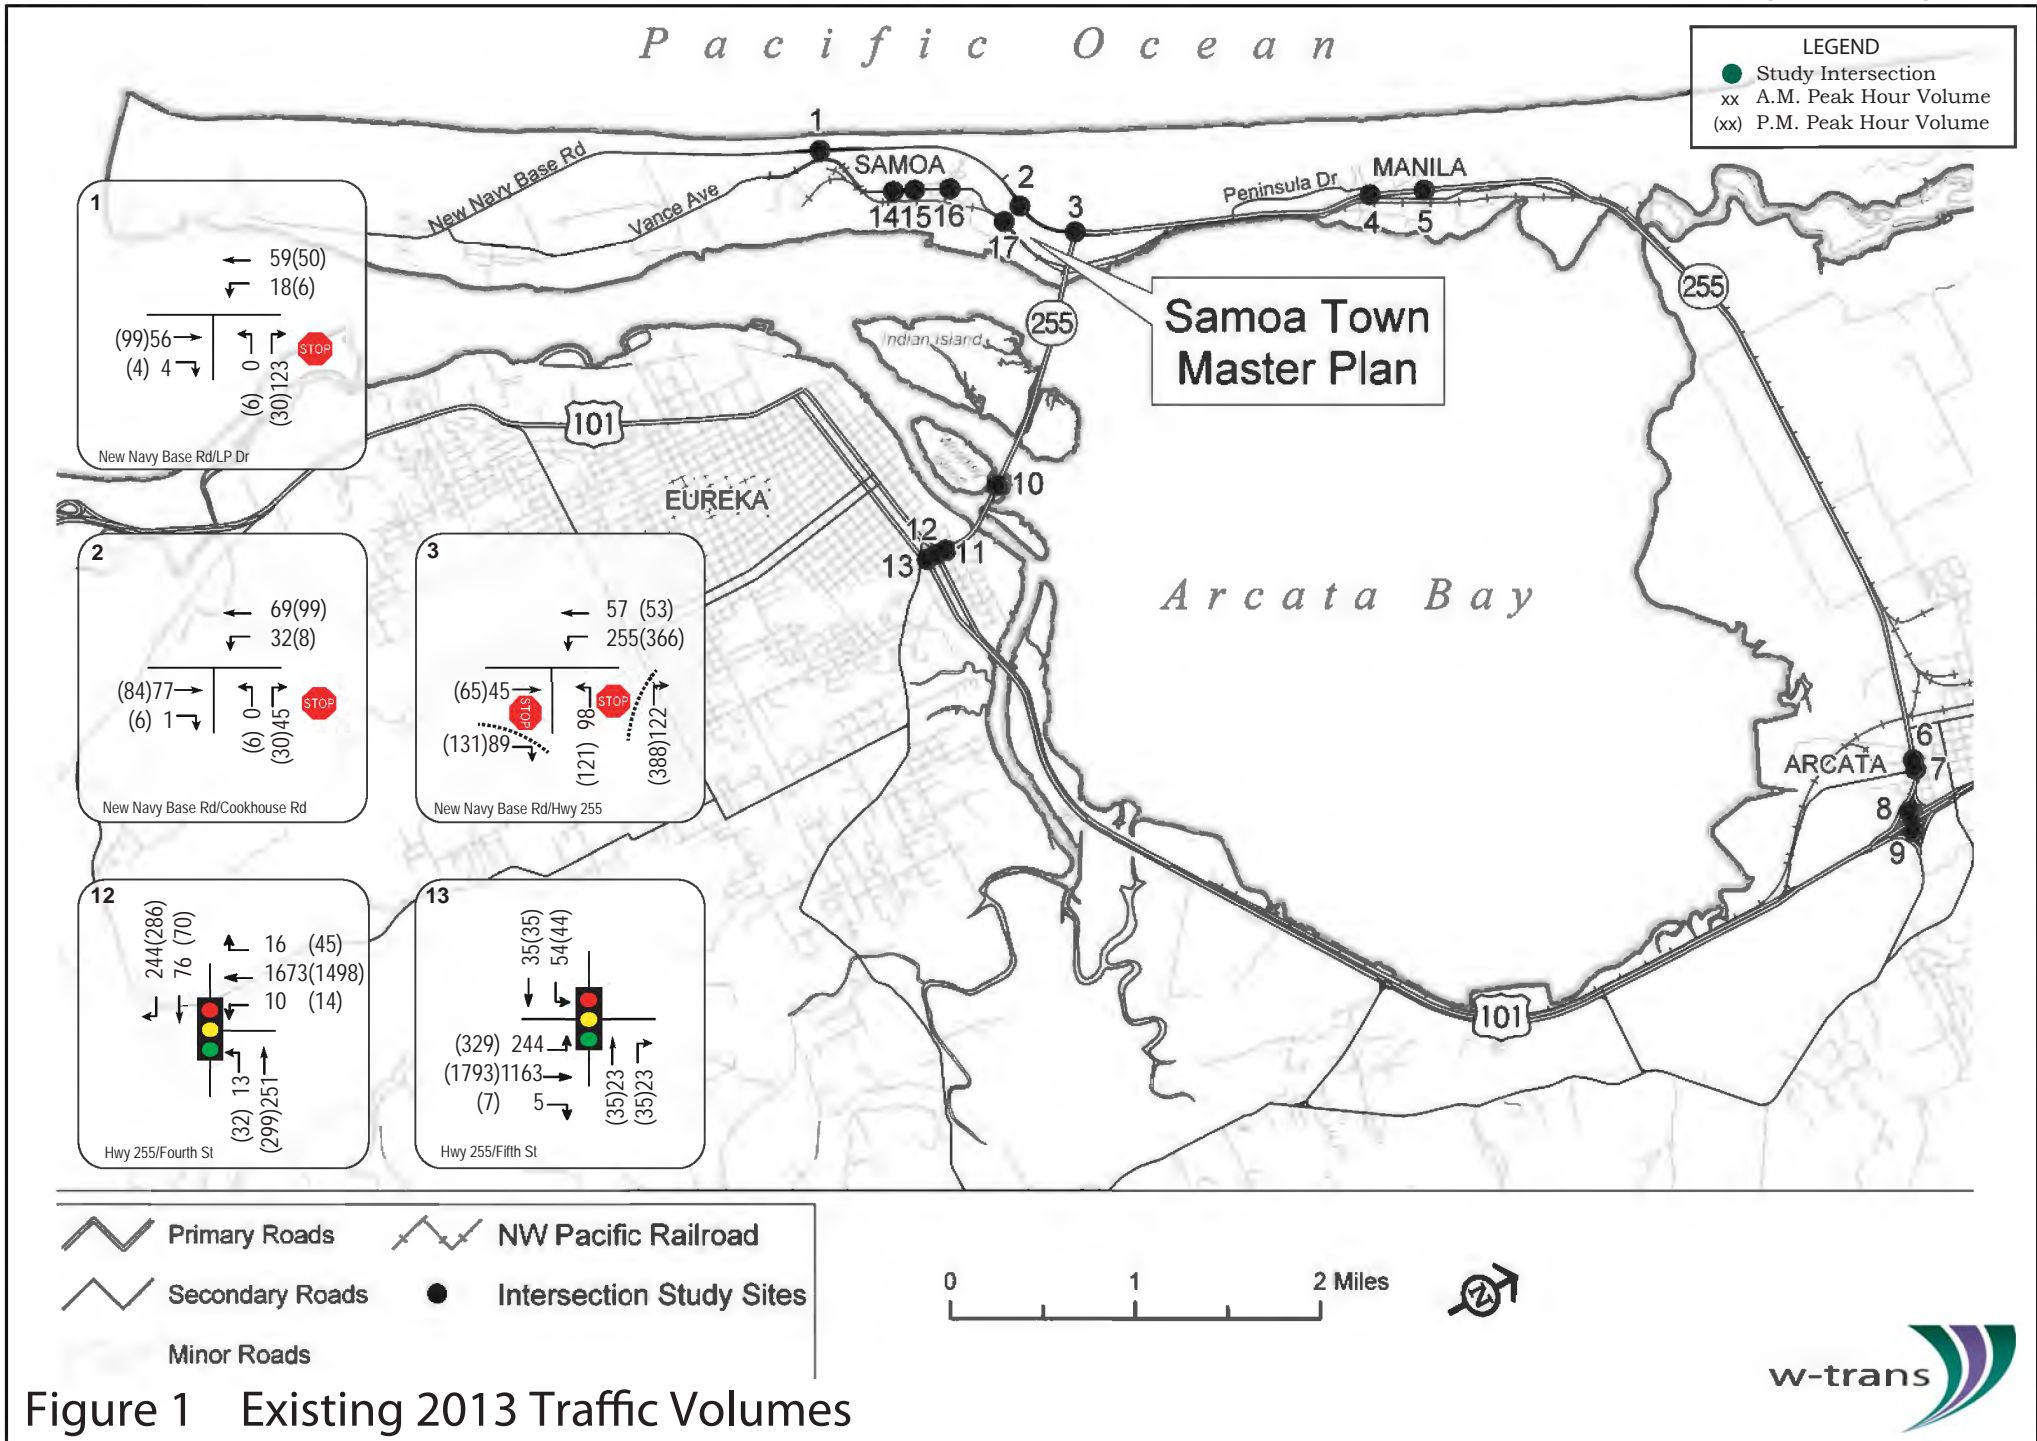 Pacific Ocean
LEGEND
Study Intersection
xx A.M. Peak Hour Volume
(xx) P.M. Peak Hour Volume
1
SAMOA
2
3
14 15 16
17
MANILA
Peninsula Dr
4 5
New Navy Base Rd
Vance Ave
255
255
Samoa Town
Master Plan
Indian island
101
EUREKA
10
12
11
13
Arcata Bay
6
ARCATA
7
8
9
101
1
59(50)
18(6)
(99)56
(4) 4
(6) 0
(30)123
STOP
New Navy Base Rd/LP Dr
2
69(99)
32(8)
(84)77
(6) 1
(6) 0
(30)45
STOP
New Navy Base Rd/Cookhouse Rd
3
57 (53)
255(366)
(65)45
STOP
STOP
(131)89
(121) 98
(388)122
New Navy Base Rd/Hwy 255
12
244(286)
76 (70)
16 (45)
1673(1498)
10 (14)
(32) 13
(299)251
Hwy 255/Fourth St
13
35(35)
54(44)
(329) 244
(1793)1163
(7) 5
(35)23
(35)23
Hwy 255/Fifth St
Primary Roads
NW Pacific Railroad
Secondary Roads
Intersection Study Sites
Minor Roads
0 1 2 Miles
N
w-trans
Figure 1 Existing 2013 Traffic Volumes